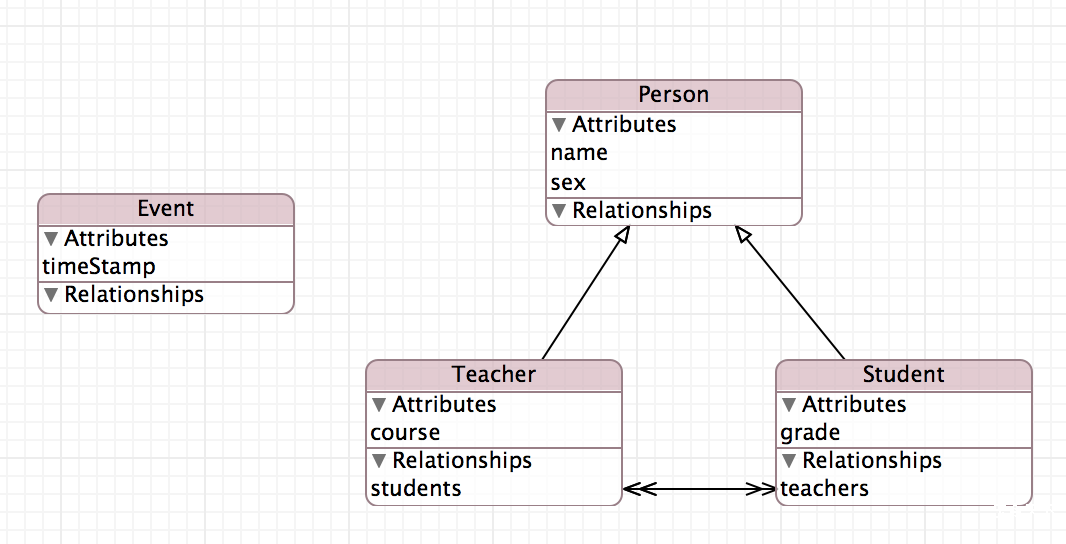 Person
Attributes
name
sex
Relationships
Event
Attributes
timeStamp
Relationships
Teacher
Attributes
course
Relationships
students
Student
Attributes
grade
Relationships
teachers